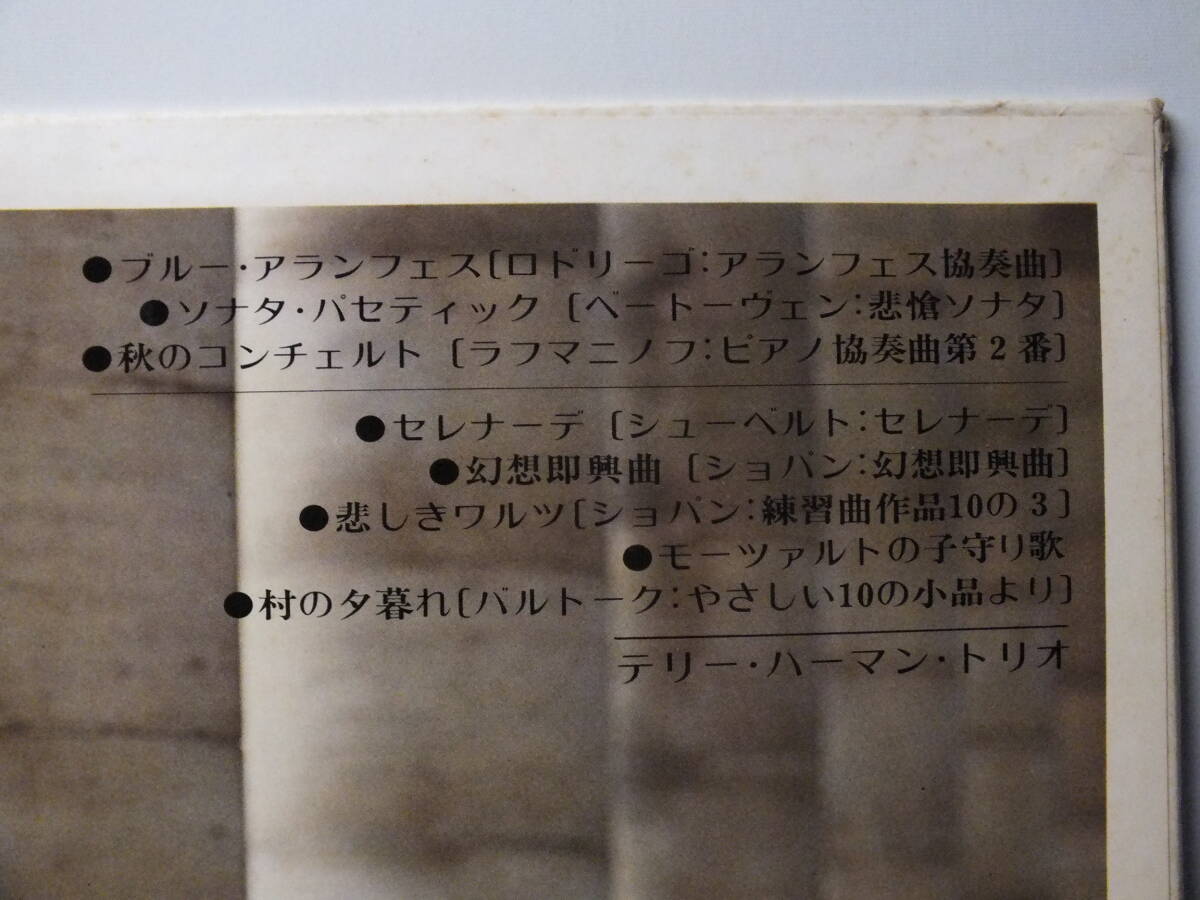 ●ブルー・アランフェス〔ロドリーゴ:アランフェス協奏曲〕
●ソナタ・パセティック〔ベートーヴェン:悲愴ソナタ〕
●秋のコンチェルト〔ラフマニノフ:ピアノ協奏曲第2番〕
●セレナーデ〔シューベルト:セレナーデ〕
●幻想即興曲〔ショパン:幻想即興曲〕
●悲しきワルツ〔ショパン:練習曲作品10の3〕
●モーツァルトの子守り歌
●村の夕暮れ〔バルトーク:やさしい10の小品より〕
テリー・ハーマン・トリオ